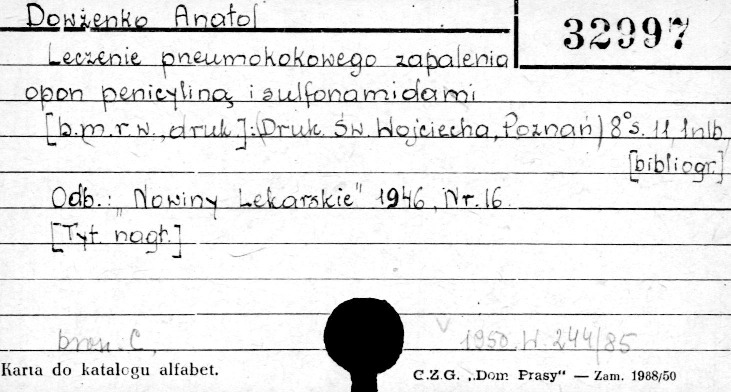 Dowżenko Anatol
32997
Leczenie pneumokokowego zapalenia
opon penicyliną i sulfonamidami
[b.m.r.w., druk]: (Druk. Św. Wojciecha, Poznań) 8° s. 11, 1nlb
[bibliogr.]
Odb.: „Nowiny Lekarskie" 1946, Nr. 16.
[Tyt. nagł.]
brosz. C,
1950 W. 244/85
Karta do katalogu alfabet.
C.Z.G. „Dom Prasy“ — Zam. 1988/50